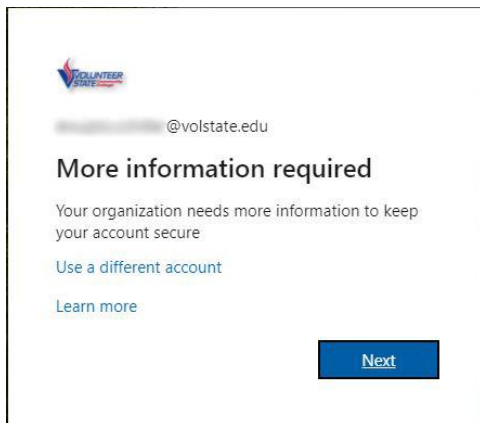 VOLUNTEER
STATE
@volstate.edu
More information required
Your organization needs more information to keep
your account secure
Use a different account
Learn more
Next